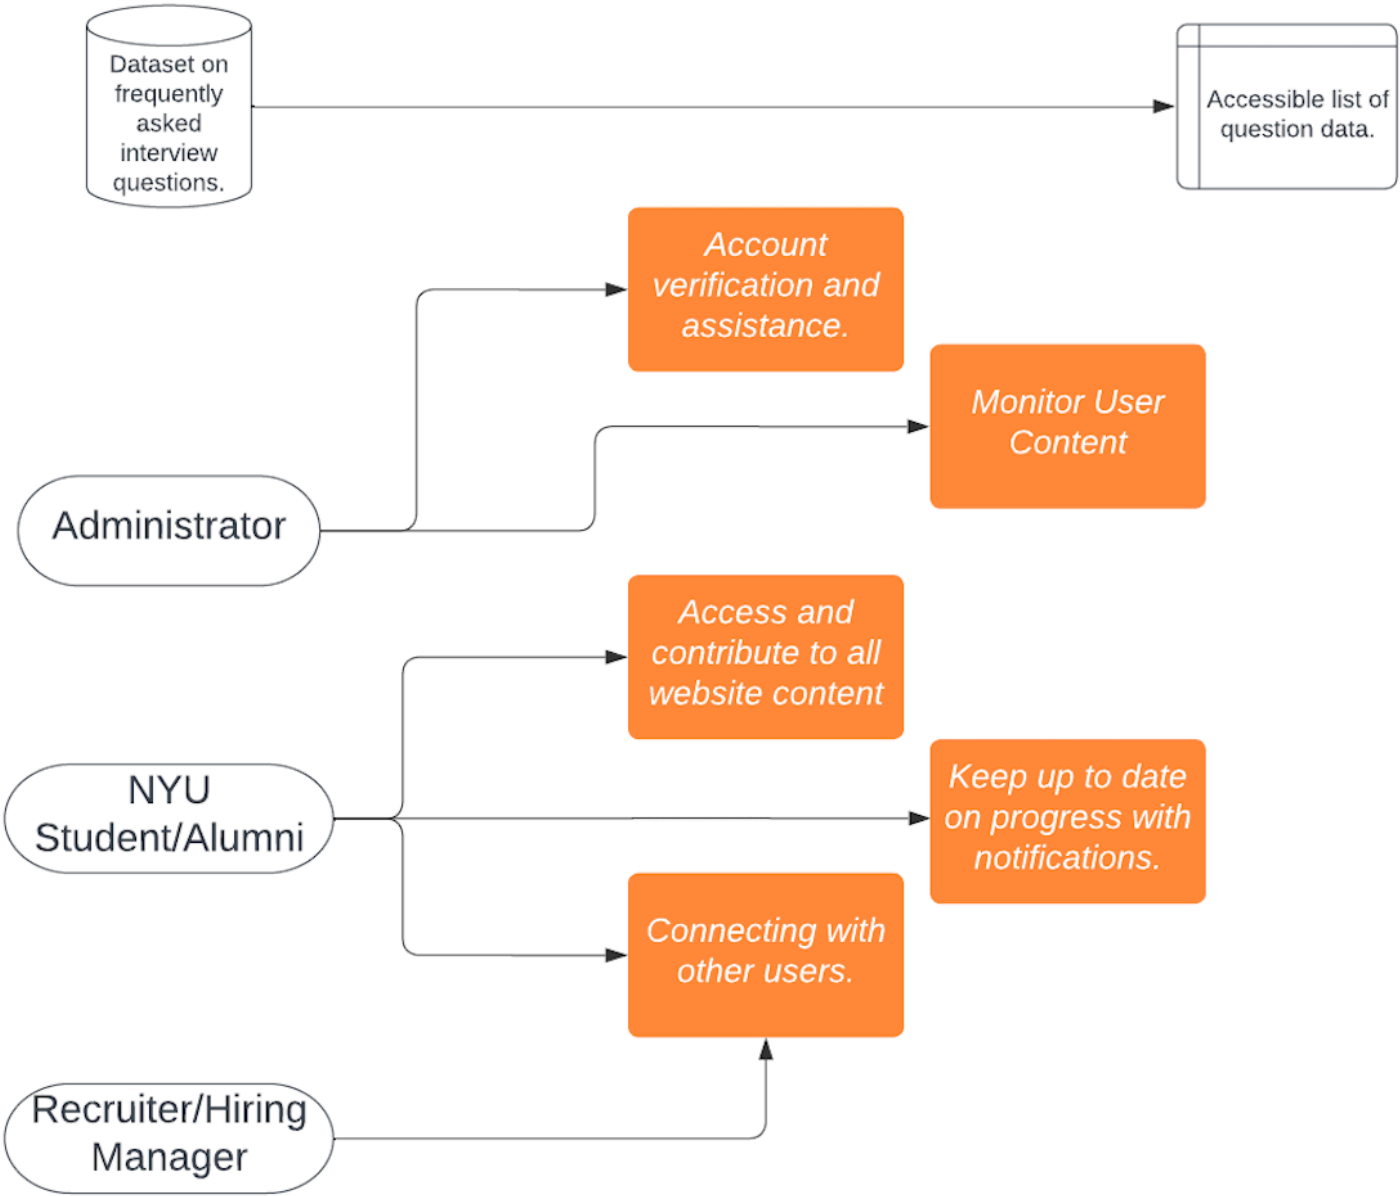 Dataset on
frequently
asked
interview
questions.
Accessible list of
question data.
Account
verification and
assistance.
Monitor User
Content
Administrator
Access and
contribute to all
website content
NYU
Student/Alumni
Keep up to date
on progress with
notifications.
Connecting with
other users.
Recruiter/Hiring
Manager